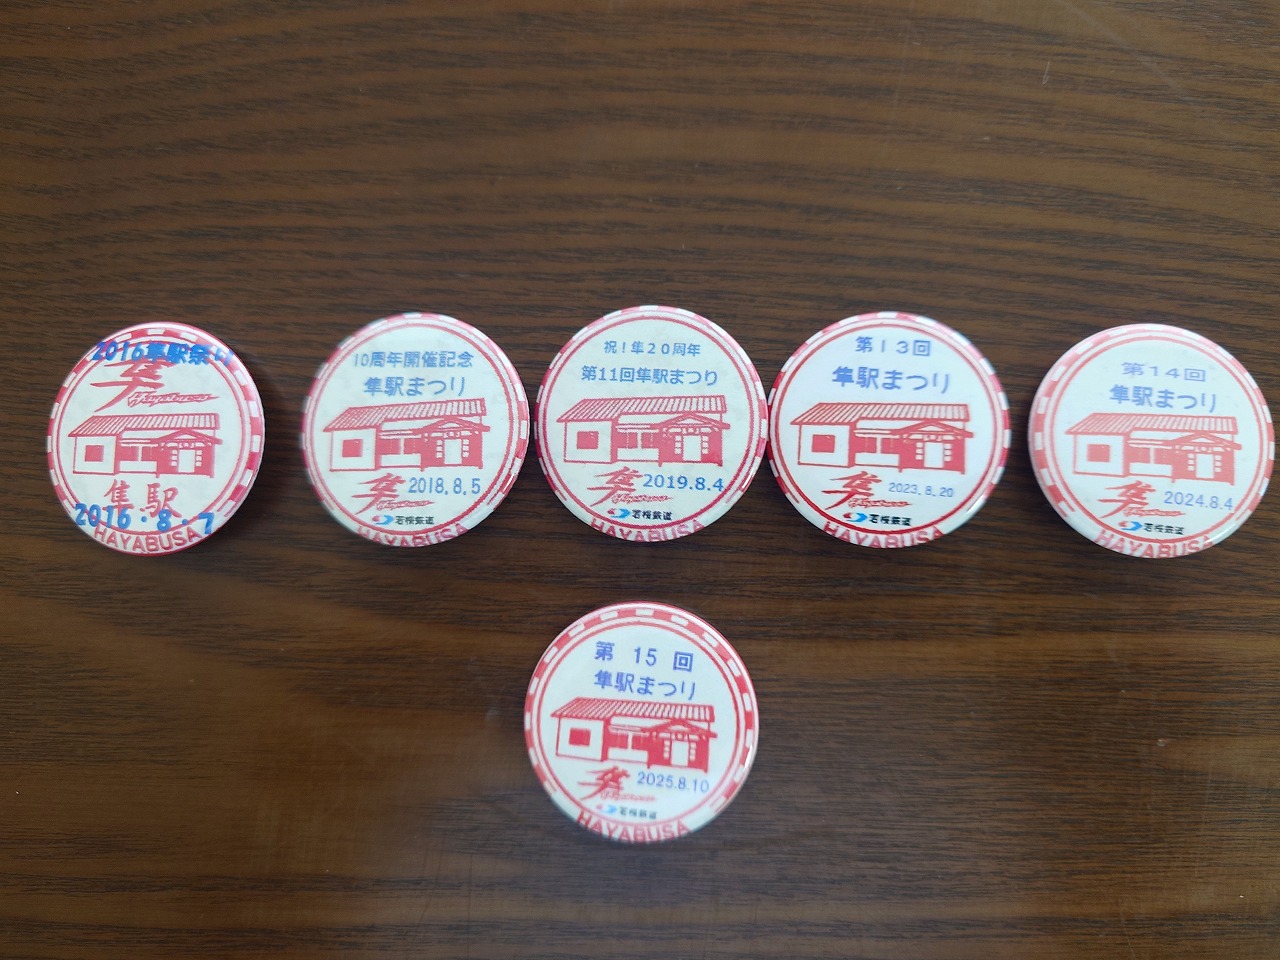 2016隼駅祭り
隼
Hayabusa
隼駅
2016・8・7
HAYABUSA
10周年開催記念
隼駅まつり
隼
2018.8.5
Hayabusa
若桜鉄道
HAYABUSA
祝！隼２０周年
第11回隼駅まつり
隼
2019.8.4
Hayabusa
若桜鉄道
HAYABUSA
第１３回
隼駅まつり
隼
2023.8.20
Hayabusa
若桜鉄道
HAYABUSA
第１４回
隼駅まつり
隼
2024.8.4
Hayabusa
若桜鉄道
HAYABUSA
第 15 回
隼駅まつり
隼
2025.8.10
Hayabusa
若桜鉄道
HAYABUSA